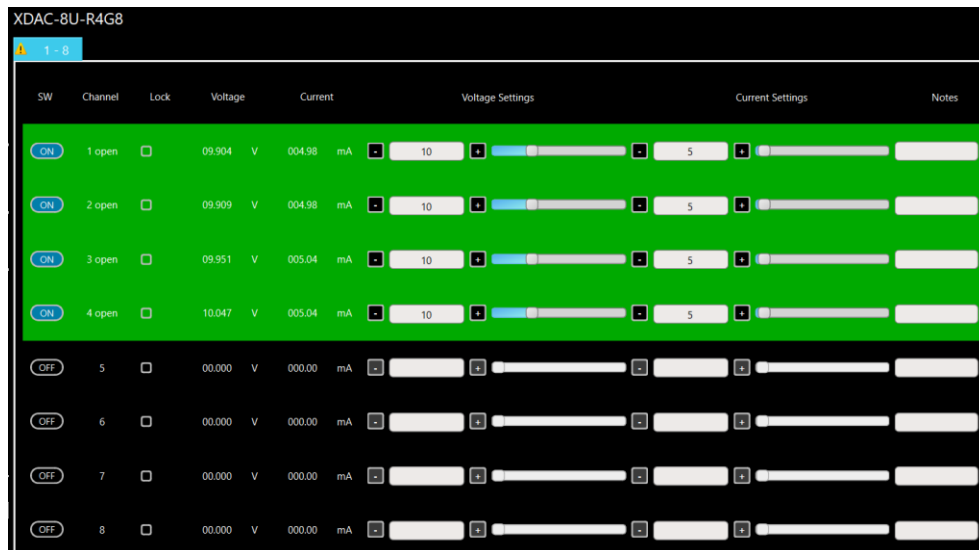 XDAC-8U-R4G8
1 - 8
SW Channel Lock Voltage Current Voltage Settings Current Settings Notes
ON 1 open 09.904 V 004.98 mA - 10 + - 5 +
ON 2 open 09.909 V 004.98 mA - 10 + - 5 +
ON 3 open 09.951 V 005.04 mA - 10 + - 5 +
ON 4 open 10.047 V 005.04 mA - 10 + - 5 +
OFF 5 00.000 V 000.00 mA - + - +
OFF 6 00.000 V 000.00 mA - + - +
OFF 7 00.000 V 000.00 mA - + - +
OFF 8 00.000 V 000.00 mA - + - +